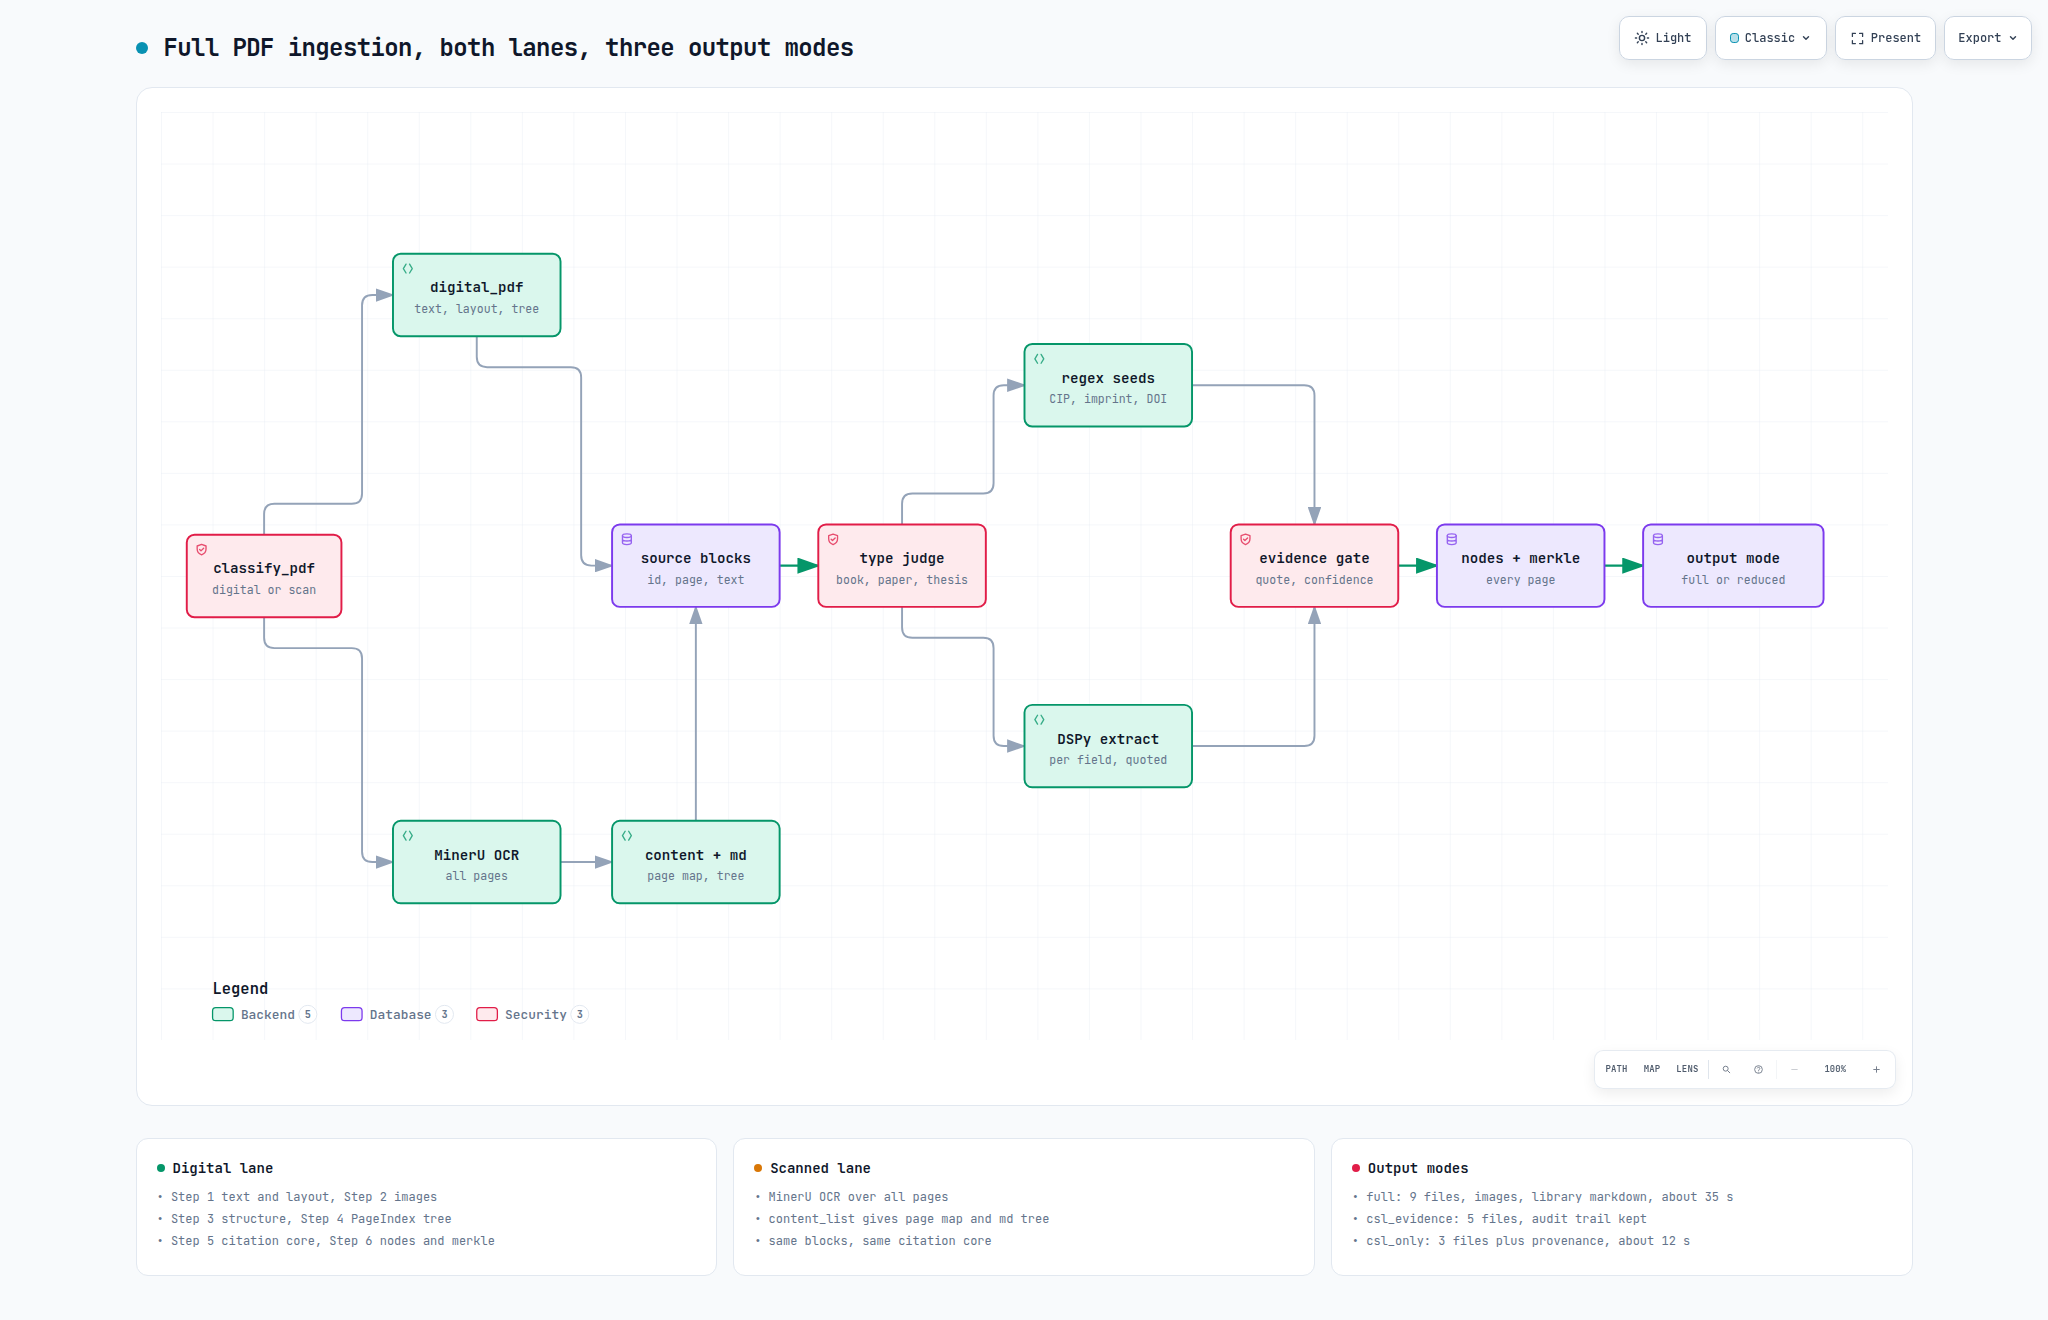 Full PDF ingestion, both lanes, three output modes
Light
Classic
Present
Export
digital_pdf
text, layout, tree
regex seeds
CIP, imprint, DOI
classify_pdf
digital or scan
source blocks
id, page, text
type judge
book, paper, thesis
evidence gate
quote, confidence
nodes + merkle
every page
output mode
full or reduced
DSPy extract
per field, quoted
MinerU OCR
all pages
content + md
page map, tree
Legend
Backend 5
Database 3
Security 3
PATH MAP LENS 100%
Digital lane
• Step 1 text and layout, Step 2 images
• Step 3 structure, Step 4 PageIndex tree
• Step 5 citation core, Step 6 nodes and merkle
Scanned lane
• MinerU OCR over all pages
• content_list gives page map and md tree
• same blocks, same citation core
Output modes
• full: 9 files, images, library markdown, about 35 s
• csl_evidence: 5 files, audit trail kept
• csl_only: 3 files plus provenance, about 12 s